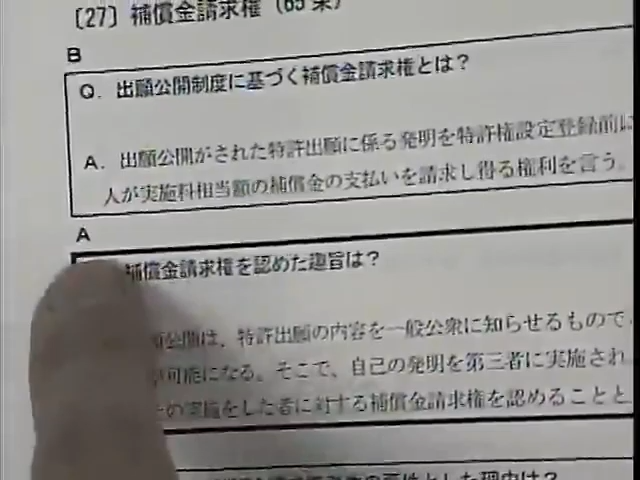 〔27〕補償金請求権（65条）
B
Q．出願公開制度に基づく補償金請求権とは？
A．出願公開がされた特許出願に係る発明を特許権設定登録前に
人が実施料相当額の補償金の支払いを請求し得る権利を言う。
A
補償金請求権を認めた趣旨は？
公開は、特許出願の内容を一般公衆に知らせるもので
可能になる。そこで、自己の発明を第三者に実施され
の実施をした者に対する補償金請求権を認めることと
要件とした理由は？